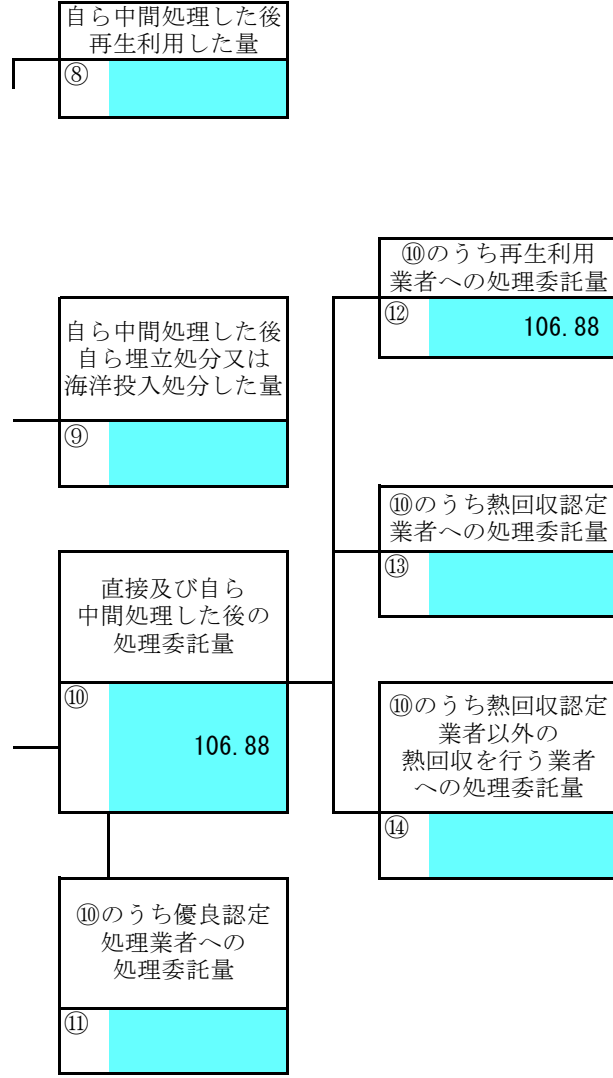 自ら中間処理した後
再生利用した量
⑧
自ら中間処理した後
自ら埋立処分又は
海洋投入処分した量
⑨
直接及び自ら
中間処理した後の
処理委託量
⑩
106.88
⑩のうち優良認定
処理業者への
処理委託量
⑪
⑩のうち再生利用
業者への処理委託量
⑫
106.88
⑩のうち熱回収認定
業者への処理委託量
⑬
⑩のうち熱回収認定
業者以外の
熱回収を行う業者
への処理委託量
⑭